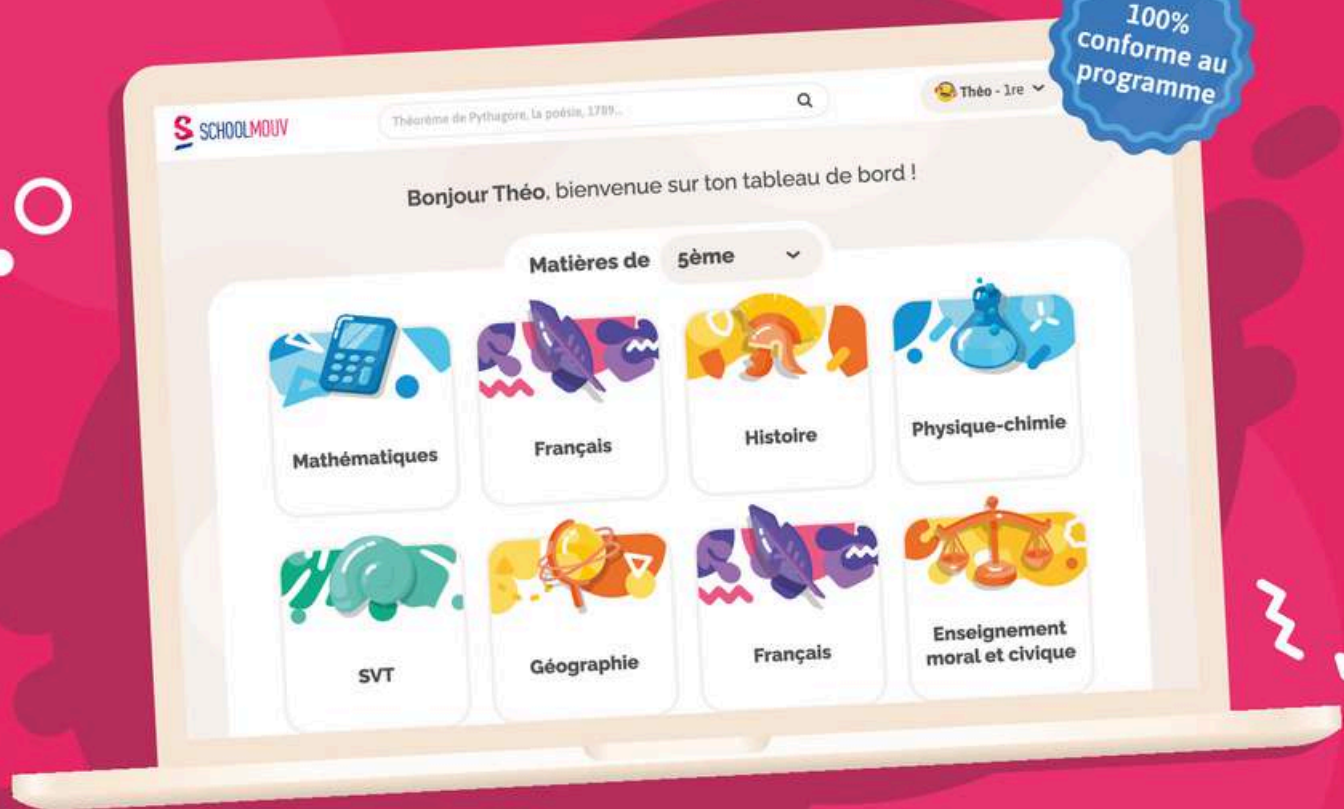 100%
conforme au
programme
SCHOOLMOUV
Théorème de Pythagore, la poésie, 1789...
Théo - 1re
Bonjour Théo, bienvenue sur ton tableau de bord !
Matières de 5ème
Mathématiques
Français
Histoire
Physique-chimie
SVT
Géographie
Français
Enseignement
moral et civique